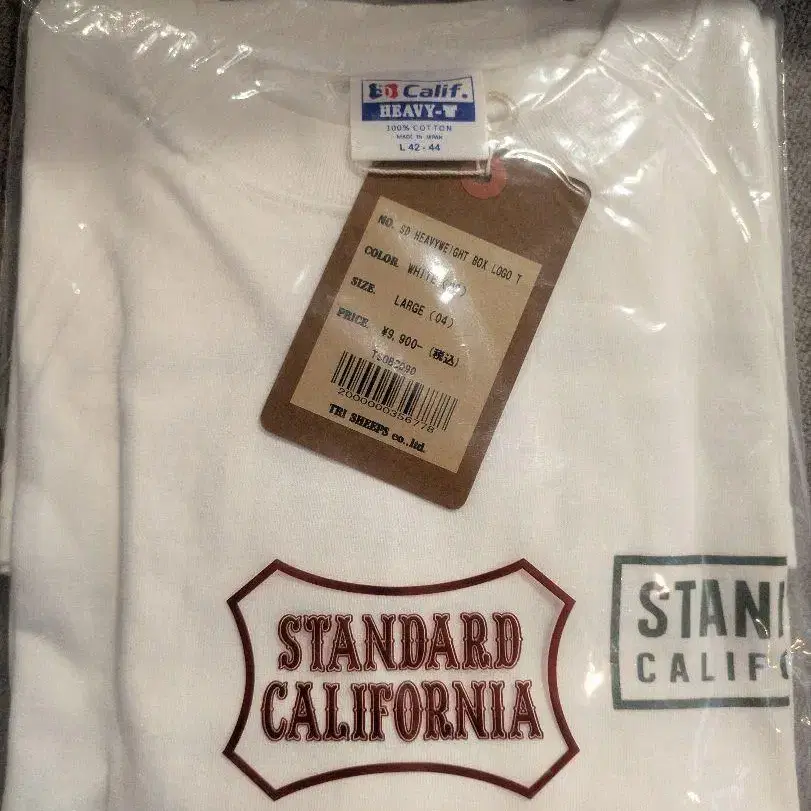 SD Calif.
HEAVY-T
100% COTTON
MADE IN JAPAN
L 42-44
NO. SD HEAVYWEIGHT BOX LOGO T
COLOR. WHITE
SIZE. LARGE (04)
PRICE. ¥9,900- (税込)
2000000356778
TRI SHEEPS co.,ltd.
STANDARD
CALIFORNIA
STAN
CALIF